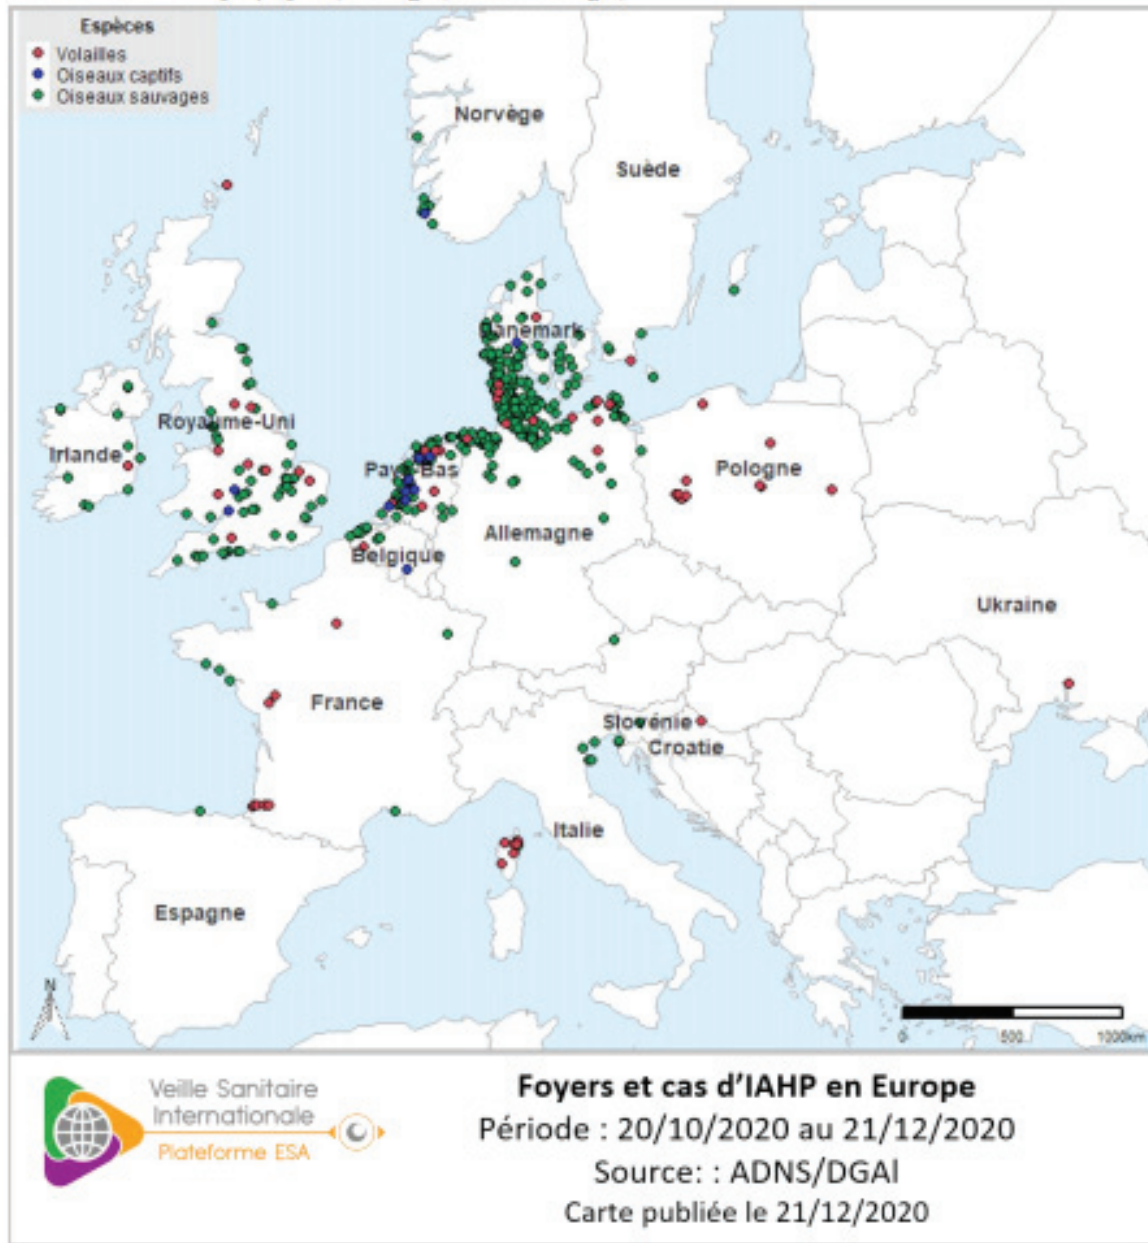 Espèces
Volailles
Oiseaux captifs
Oiseaux sauvages
Norvège
Suède
Danemark
Royaume-Uni
Irlande
Pays-Bas
Pologne
Allemagne
Belgique
Ukraine
France
Slovénie
Croatie
Italie
Espagne
N
0 500 1000km
Veille Sanitaire
Internationale
Plateforme ESA
Foyers et cas d’IAHP en Europe
Période : 20/10/2020 au 21/12/2020
Source: : ADNS/DGAl
Carte publiée le 21/12/2020